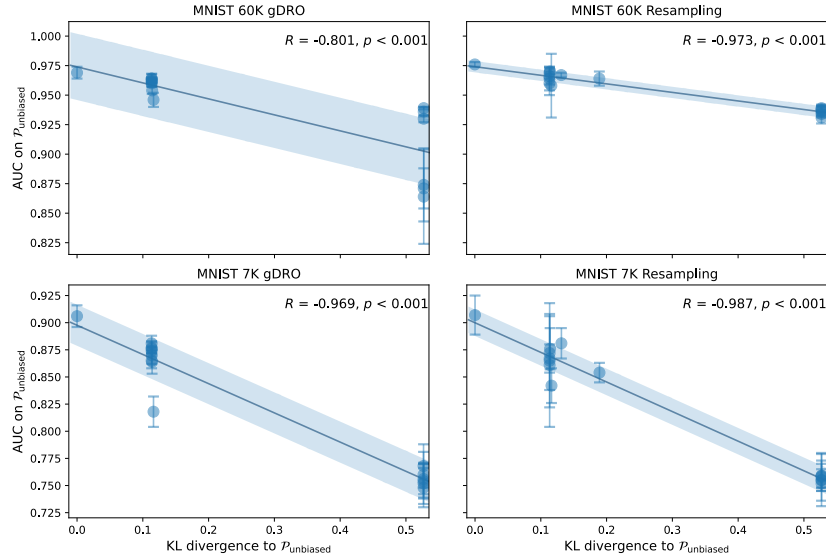 MNIST 60K gDRO
MNIST 60K Resampling
R = -0.801, p < 0.001
R = -0.973, p < 0.001
1.000
0.975
0.950
0.925
0.900
0.875
0.850
0.825
AUC on 𝒫unbiased
MNIST 7K gDRO
MNIST 7K Resampling
R = -0.969, p < 0.001
R = -0.987, p < 0.001
0.925
0.900
0.875
0.850
0.825
0.800
0.775
0.750
0.725
AUC on 𝒫unbiased
0.0 0.1 0.2 0.3 0.4 0.5
0.0 0.1 0.2 0.3 0.4 0.5
KL divergence to 𝒫unbiased
KL divergence to 𝒫unbiased